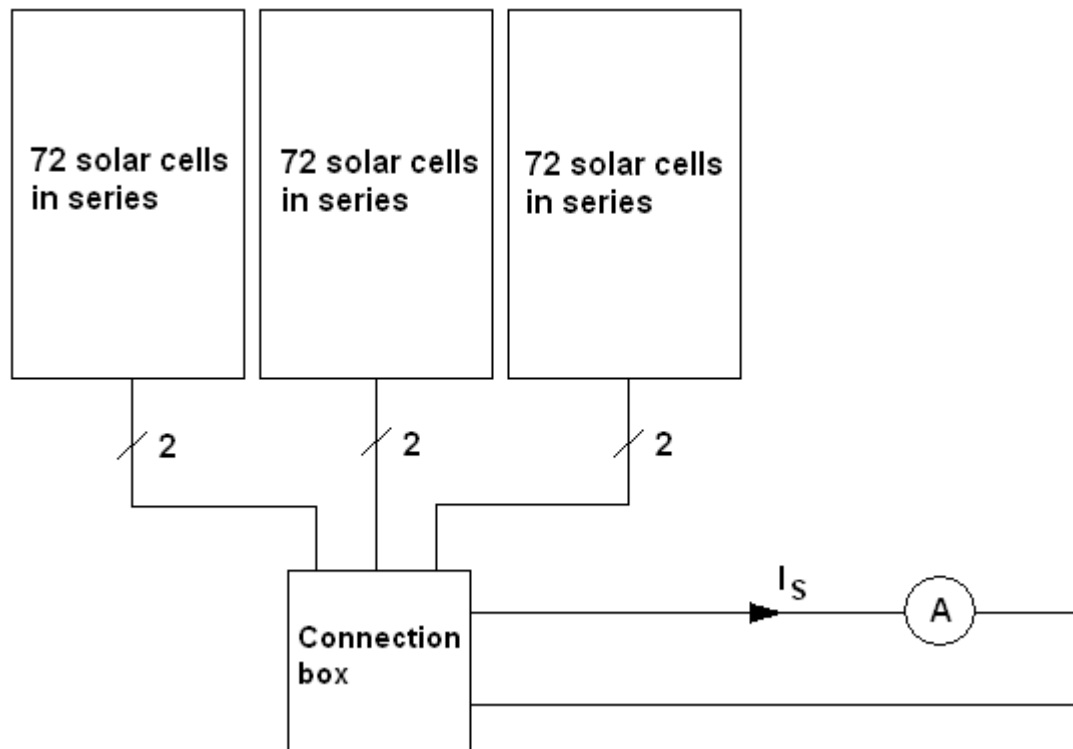 72 solar cells
in series
72 solar cells
in series
72 solar cells
in series
2
2
2
IS
A
Connection
box